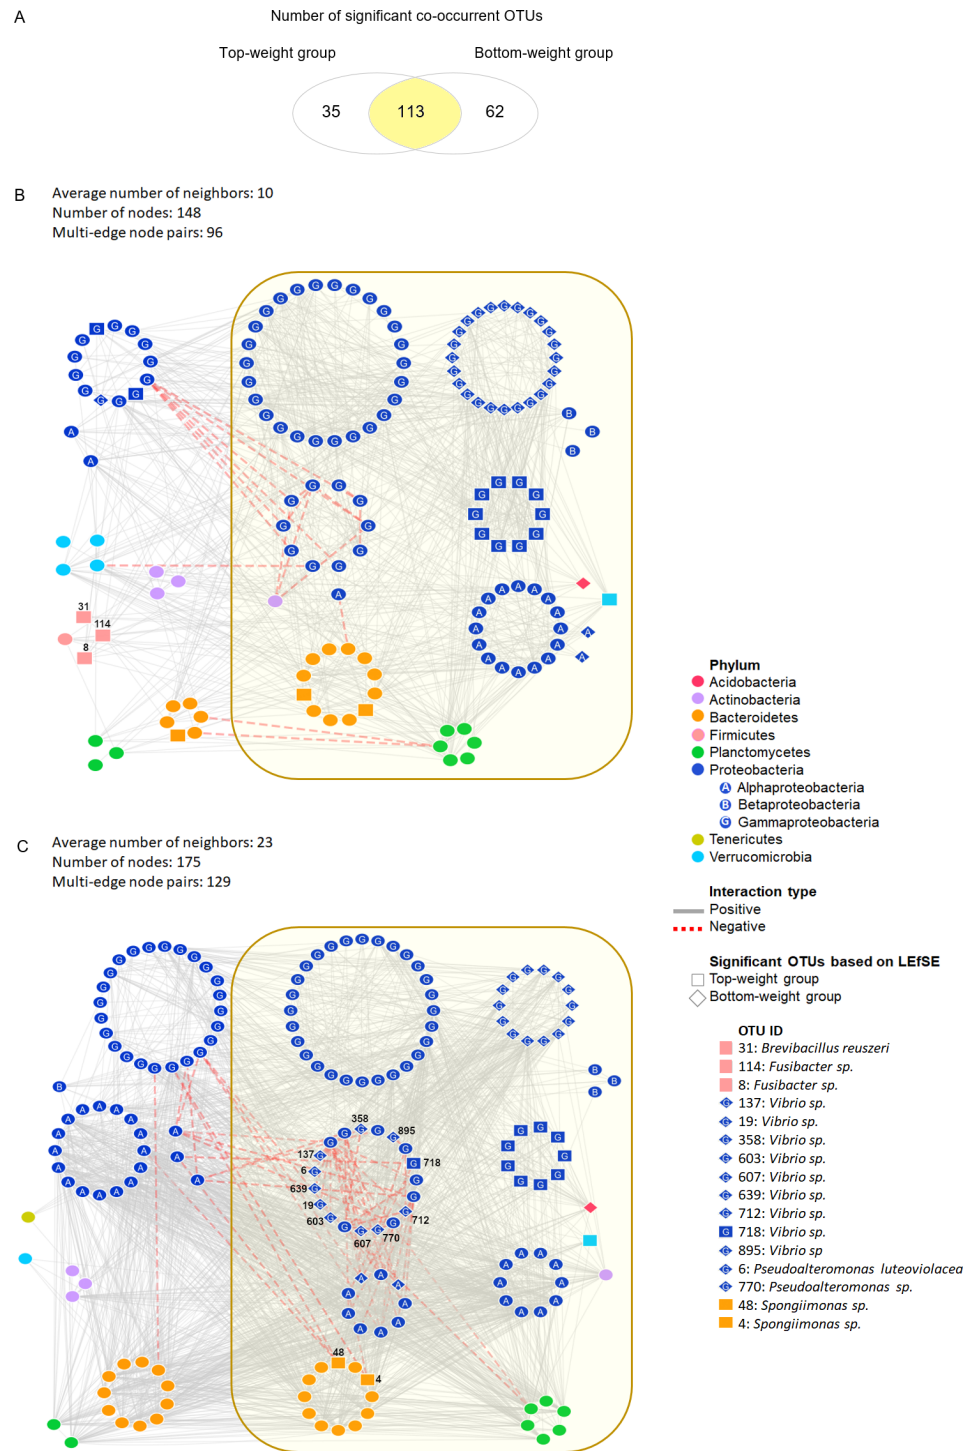 A
Number of significant co-occurrent OTUs
Top-weight group
Bottom-weight group
35
113
62
B
Average number of neighbors: 10
Number of nodes: 148
Multi-edge node pairs: 96
31
114
8
C
Average number of neighbors: 23
Number of nodes: 175
Multi-edge node pairs: 129
358
895
137
718
6
639
19
603
712
607
770
48
4
Phylum
Acidobacteria
Actinobacteria
Bacteroidetes
Firmicutes
Planctomycetes
Proteobacteria
A Alphaproteobacteria
B Betaproteobacteria
G Gammaproteobacteria
Tenericutes
Verrucomicrobia
Interaction type
Positive
Negative
Significant OTUs based on LEfSE
Top-weight group
Bottom-weight group
OTU ID
31: Brevibacillus reuszeri
114: Fusibacter sp.
8: Fusibacter sp.
G 137: Vibrio sp.
G 19: Vibrio sp.
G 358: Vibrio sp.
G 603: Vibrio sp.
G 607: Vibrio sp.
G 639: Vibrio sp.
G 712: Vibrio sp.
G 718: Vibrio sp.
G 895: Vibrio sp
G 6: Pseudoalteromonas luteoviolacea
G 770: Pseudoalteromonas sp.
48: Spongiimonas sp.
4: Spongiimonas sp.